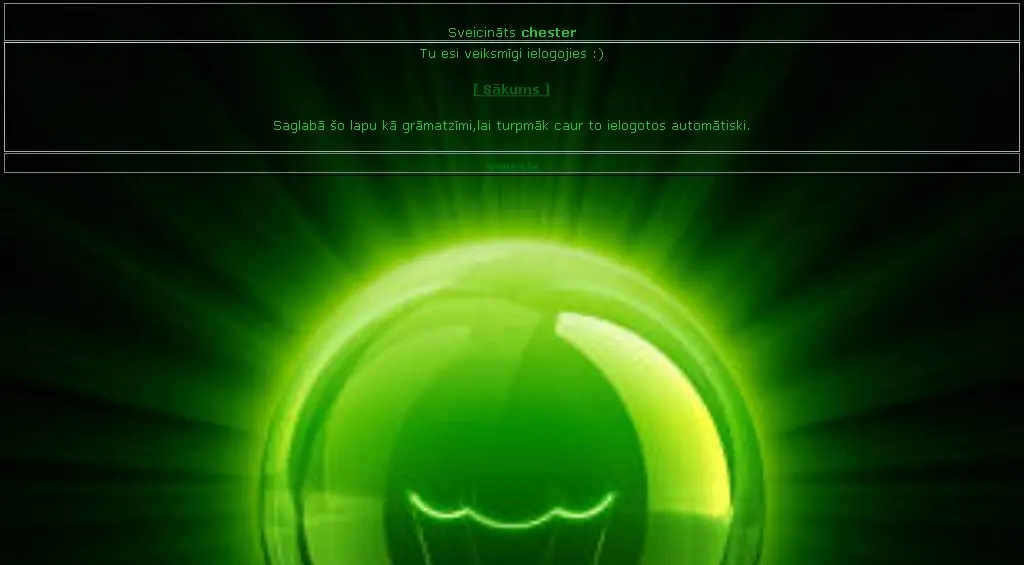 Sveicināts chester
Tu esi veiksmīgi ielogojies :)
[ Sākums ]
Saglabā šo lapu kā grāmatzīmi,lai turpmāk caur to ielogotos automātiski.